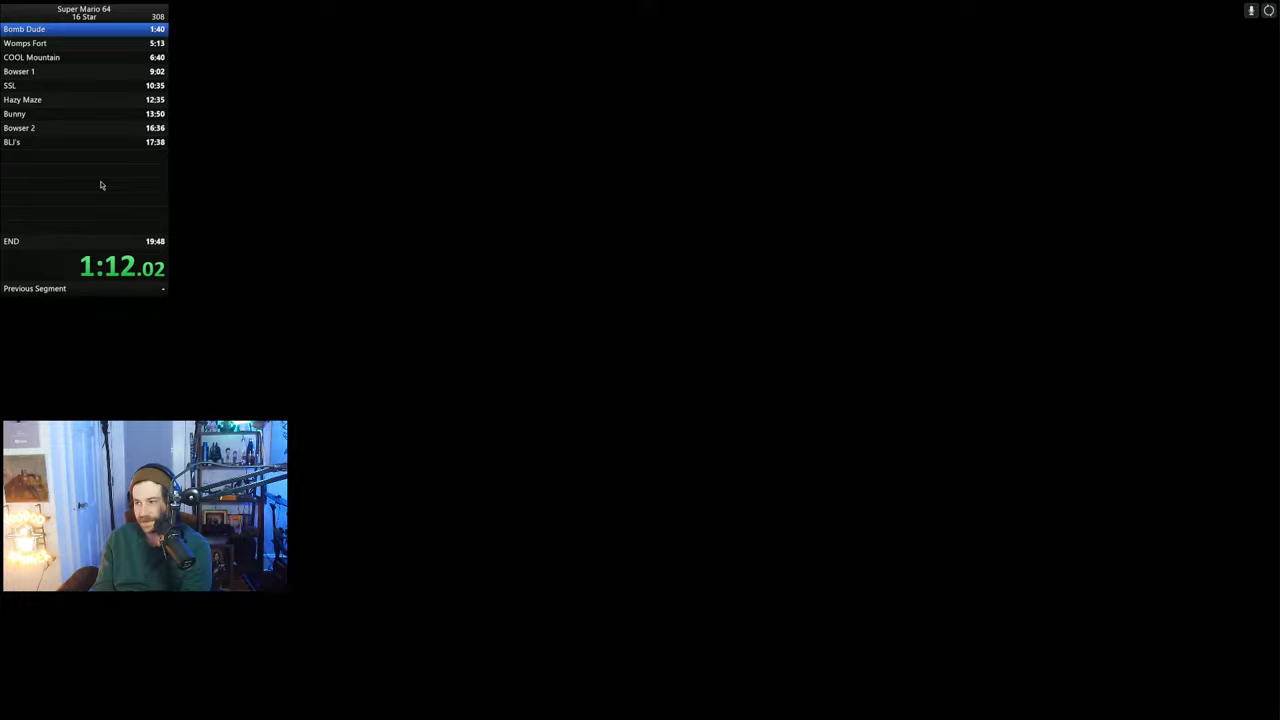 Super Mario 64
16 Star 308
Bomb Dude 1:40
Womps Fort 5:13
COOL Mountain 6:40
Bowser 1 9:02
SSL 10:35
Hazy Maze 12:35
Bunny 13:50
Bowser 2 16:36
BLJ's 17:38
END 19:48
1:12.02
Previous Segment -